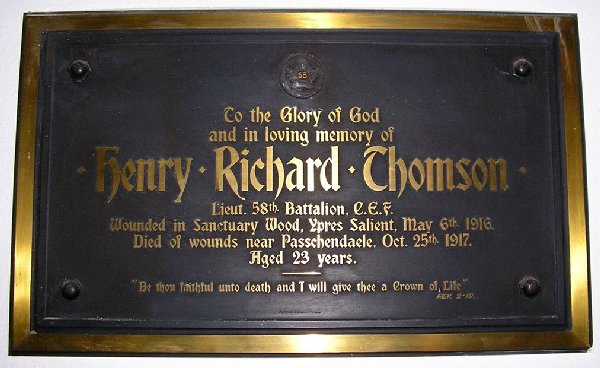 58
To the Glory of God
and in loving memory of
· Henry · Richard · Thomson ·
Lieut. 58th. Battalion, C.E.F.
Wounded in Sanctuary Wood, Ypres Salient, May 6th. 1916.
Died of wounds near Passchendaele, Oct. 25th. 1917.
Aged 23 years.
"Be thou faithful unto death and I will give thee a Crown of Life"
REV. 2-10.